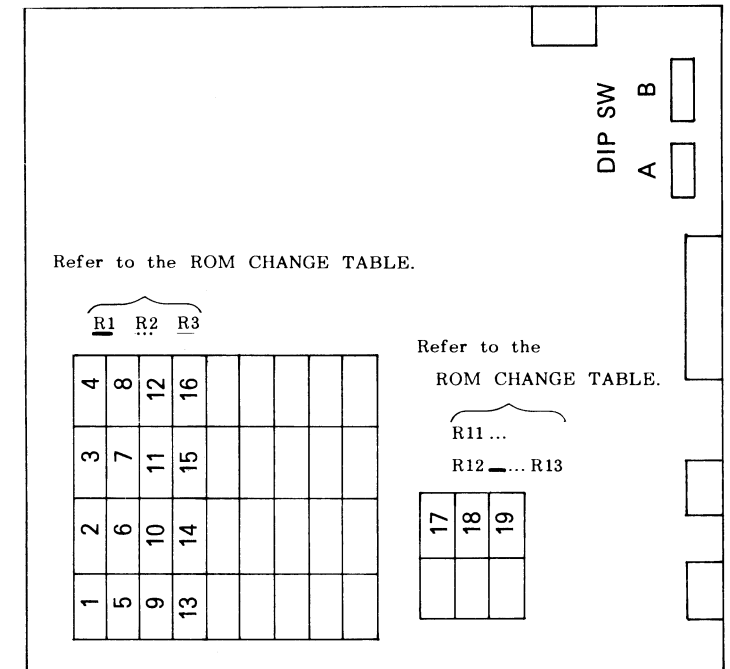 DIP SW
B
A
Refer to the ROM CHANGE TABLE.
R1 R2 R3
4 8 12 16
3 7 11 15
2 6 10 14
1 5 9 13
Refer to the
ROM CHANGE TABLE.
R11 ...
R12 ... R13
17 18 19